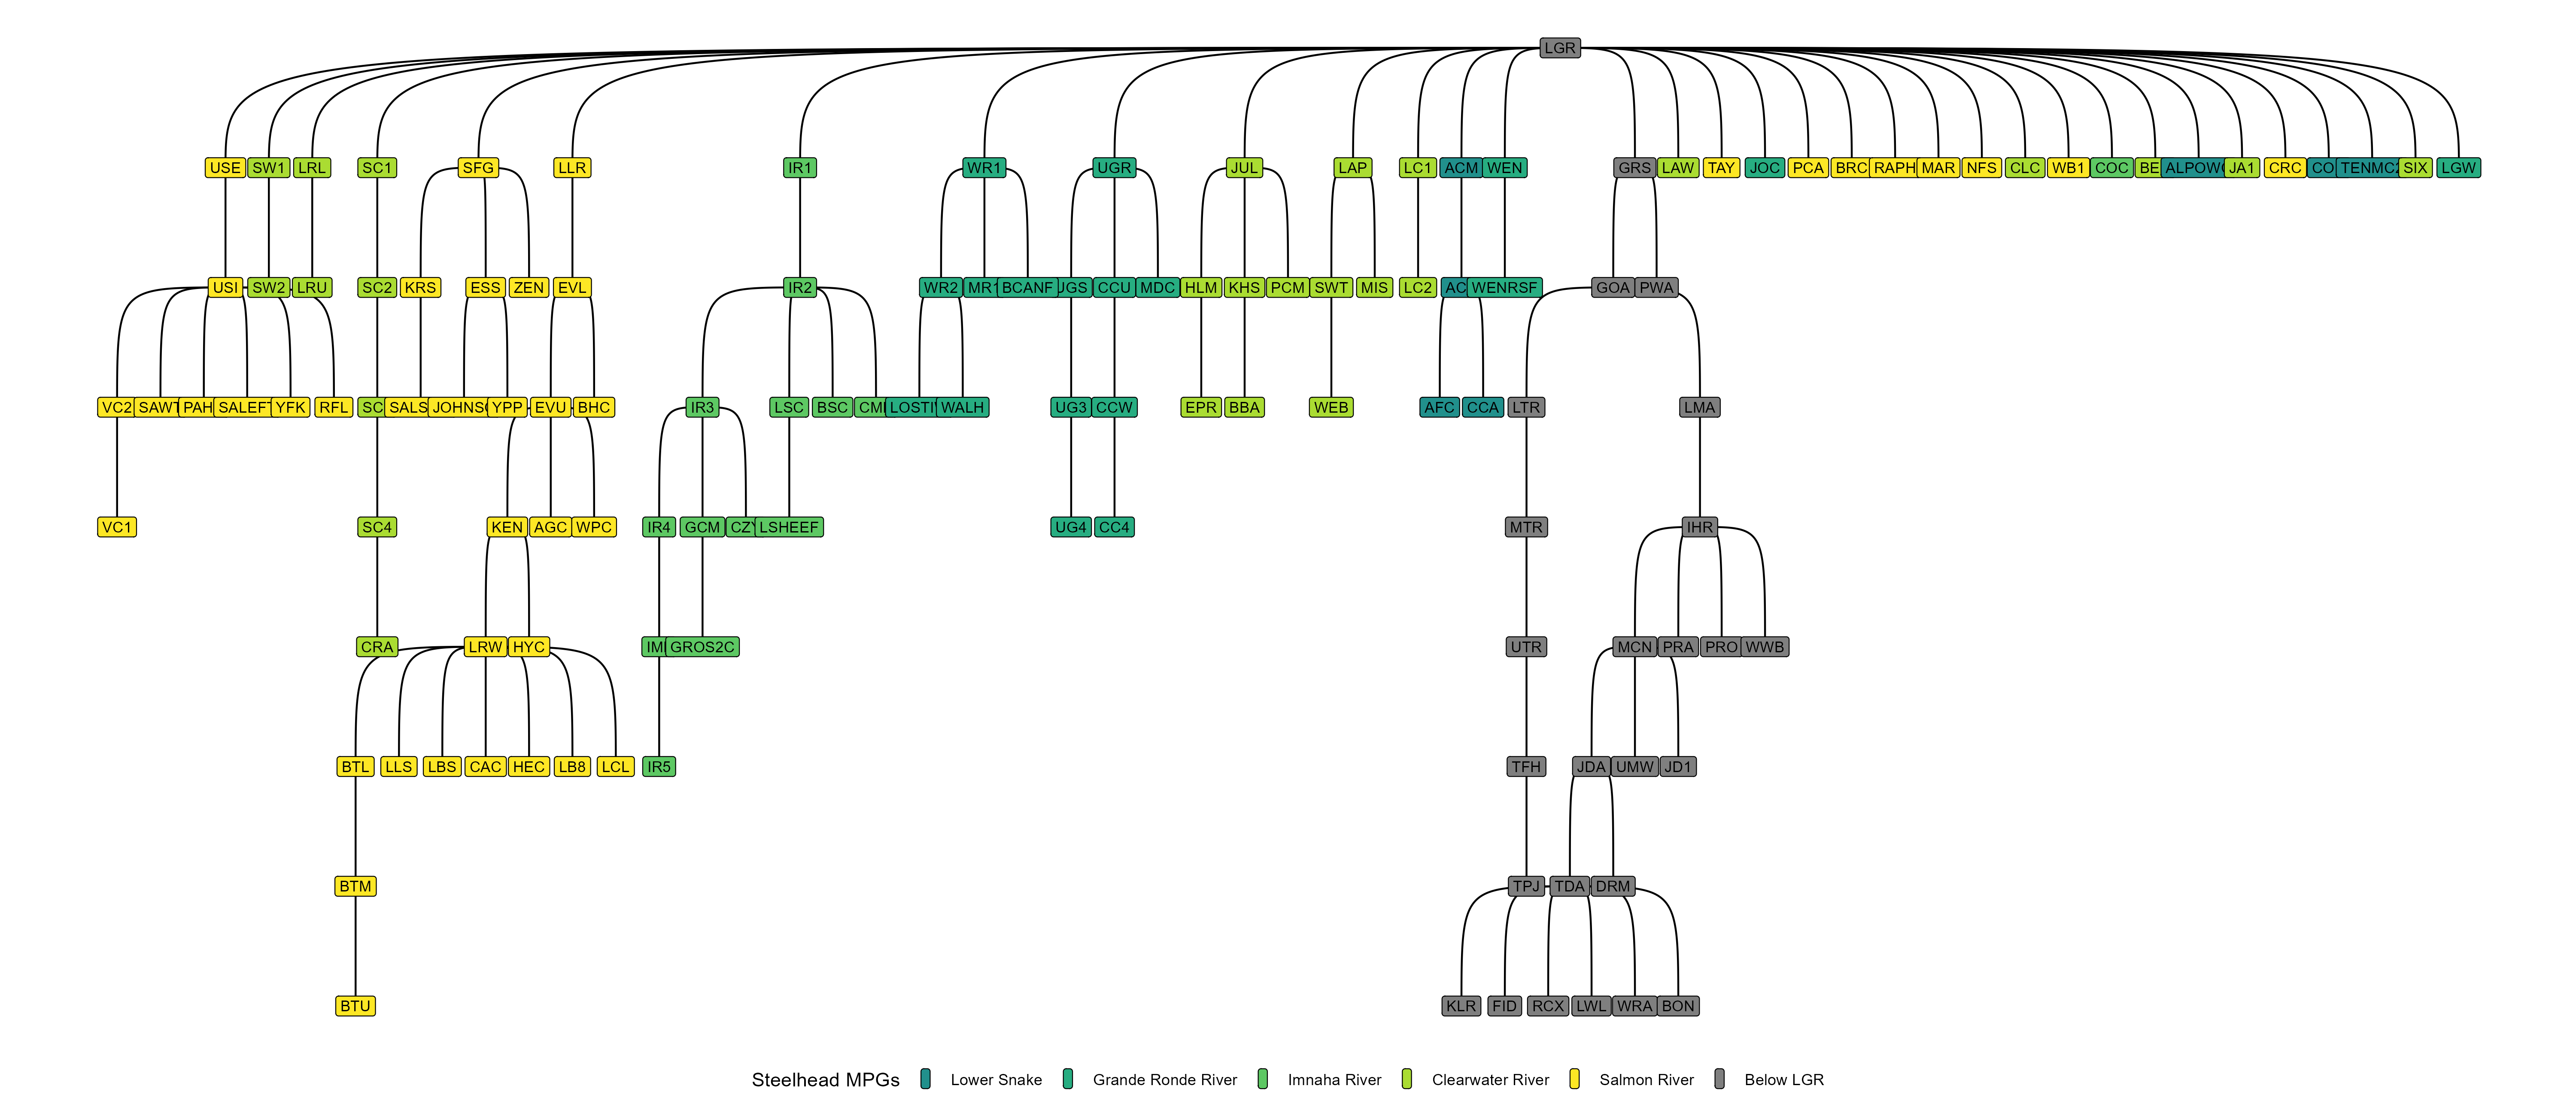 LGR
USE SW1 LRL SC1 SFG LLR IR1 WR1 UGR JUL LAP LC1 ACM WEN GRS LAW TAY JOC PCA BRC RAPH MAR NFS CLC WB1 COC BE ALPOW JA1 CRC CO TENMC2 SIX LGW
USI SW2 LRU SC2 KRS ESS ZEN EVL IR2 WR2 MR1 BCANF UGS CCU MDC HLM KHS PCM SWT MIS LC2 AC WENRSF GOA PWA
VC2 SAWT PAH SALEF YFK RFL SC SALS JOHNS YPP EVU BHC IR3 LSC BSC CM LOSTI WALH UG3 CCW EPR BBA WEB AFC CCA LTR LMA
VC1 SC4 KEN AGC WPC IR4 GCM CZY LSHEEF UG4 CC4 MTR IHR
CRA LRW HYC IM GROS2C UTR MCN PRA PRO WWB
BTL LLS LBS CAC HEC LB8 LCL IR5 TFH JDA UMW JD1
BTM TPJ TDA DRM
BTU KLR FID RCX LWL WRA BON
Steelhead MPGs Lower Snake Grande Ronde River Imnaha River Clearwater River Salmon River Below LGR